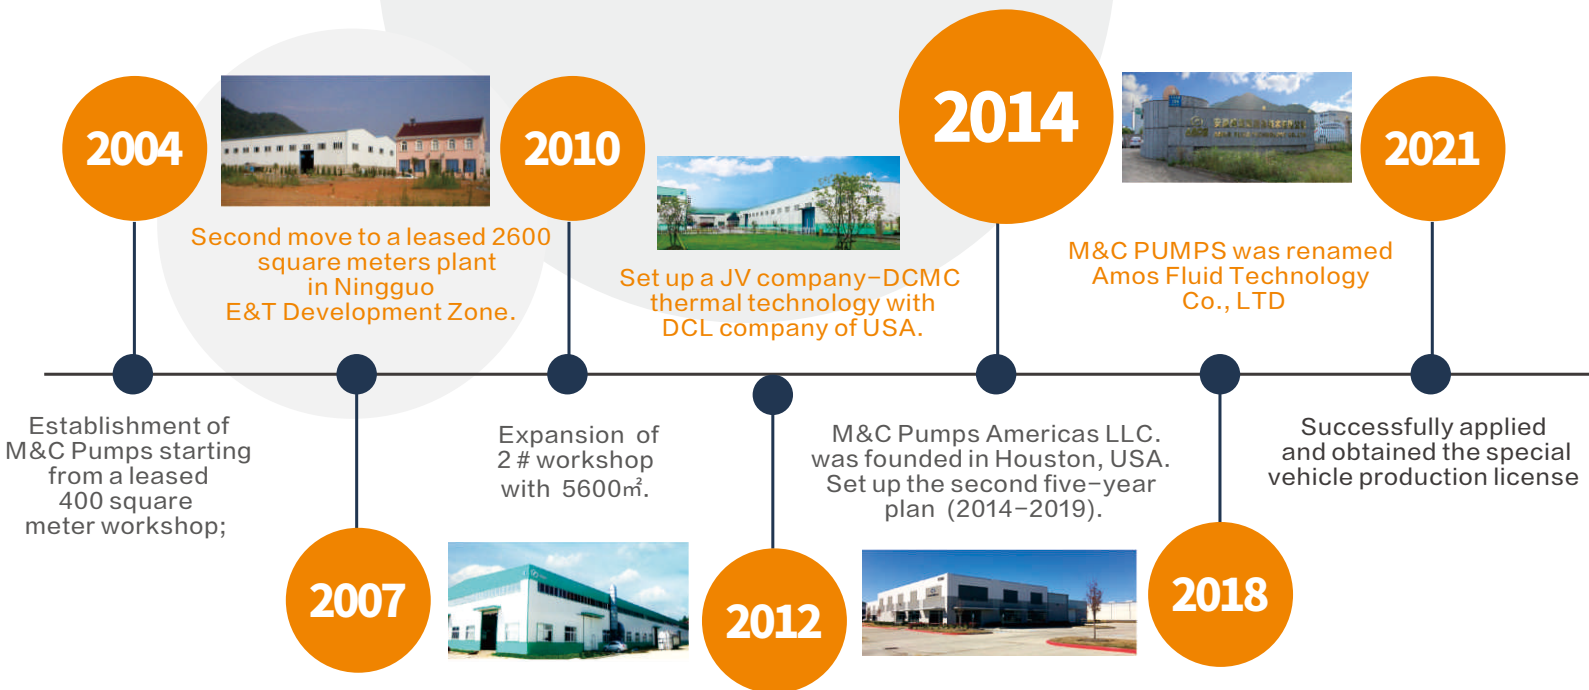 2004
Establishment of
M&C Pumps starting
from a leased
400 square
meter workshop;
Second move to a leased 2600
square meters plant
in Ningguo
E&T Development Zone.
2007
2010
Expansion of
2 # workshop
with 5600㎡.
Set up a JV company-DCMC
thermal technology with
DCL company of USA.
2012
2014
M&C Pumps Americas LLC.
was founded in Houston, USA.
Set up the second five-year
plan (2014-2019).
M&C PUMPS was renamed
Amos Fluid Technology
Co., LTD
2018
2021
Successfully applied
and obtained the special
vehicle production license